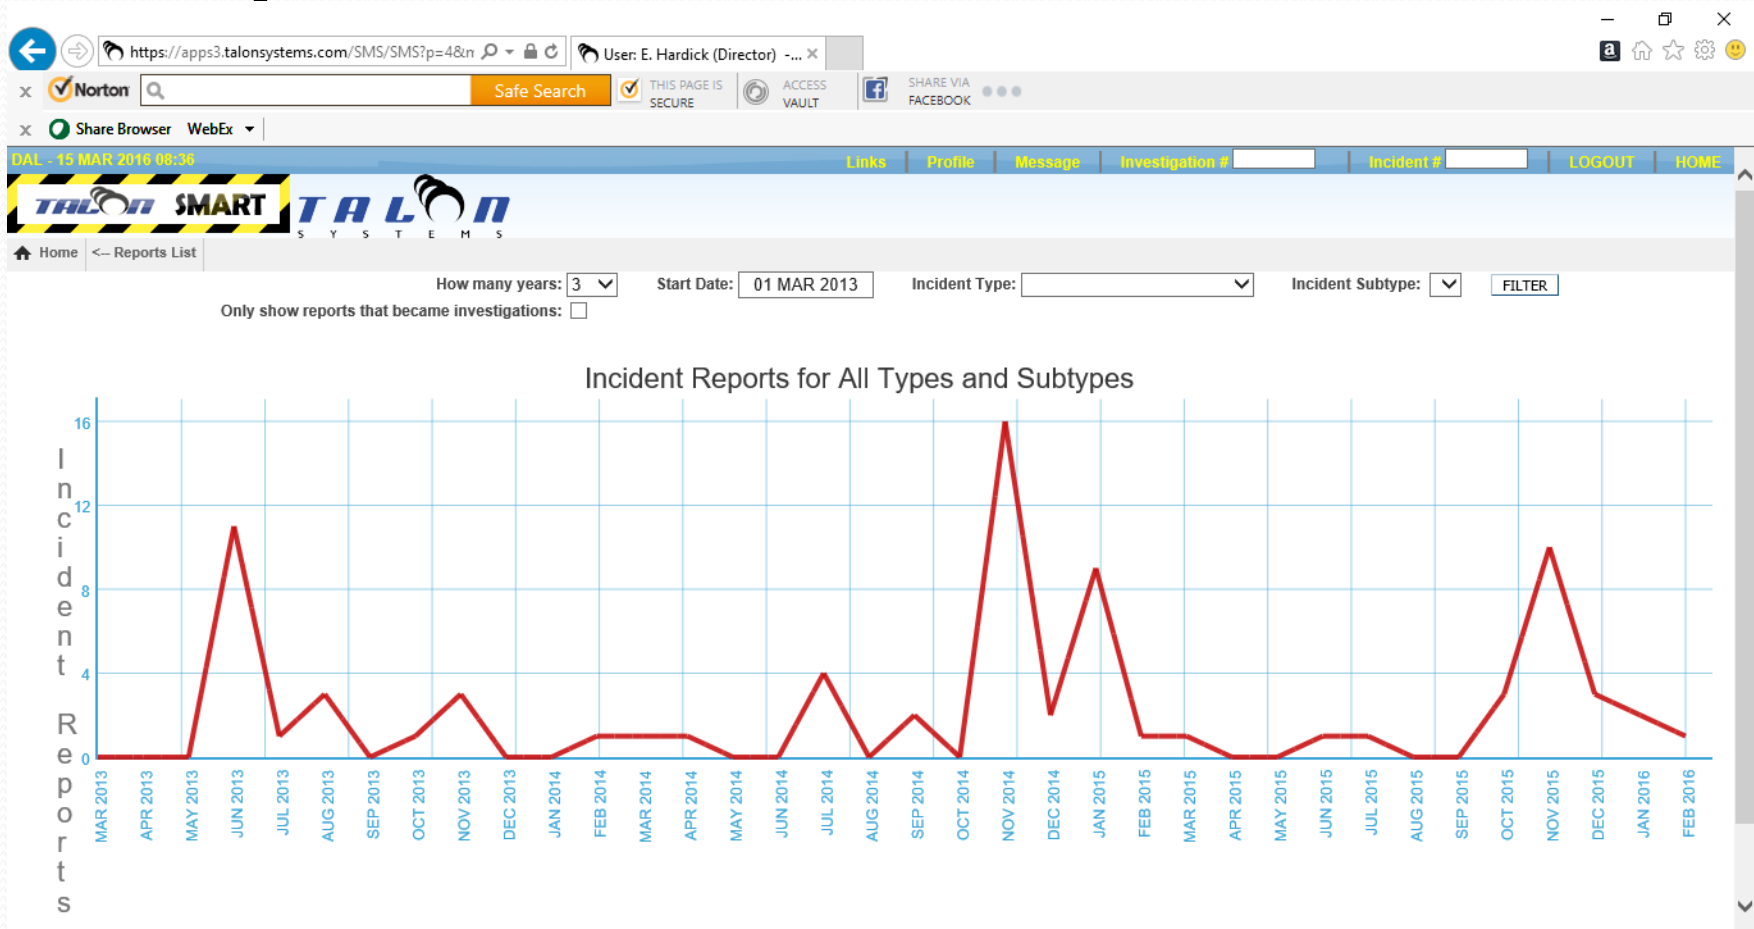 https://apps3.talonsystems.com/SMS/SMS?p=4&n
User: E. Hardick (Director) -...
x Norton Safe Search THIS PAGE IS SECURE ACCESS VAULT SHARE VIA FACEBOOK
x Share Browser WebEx
DAL - 15 MAR 2016 08:36 Links Profile Message Investigation # Incident # LOGOUT HOME
TALON SMART TALON SYSTEMS
Home <-- Reports List
How many years: 3 Start Date: 01 MAR 2013 Incident Type: Incident Subtype: FILTER
Only show reports that became investigations:
Incident Reports for All Types and Subtypes
Incident Reports
16
12
8
4
0
MAR 2013
APR 2013
MAY 2013
JUN 2013
JUL 2013
AUG 2013
SEP 2013
OCT 2013
NOV 2013
DEC 2013
JAN 2014
FEB 2014
MAR 2014
APR 2014
MAY 2014
JUN 2014
JUL 2014
AUG 2014
SEP 2014
OCT 2014
NOV 2014
DEC 2014
JAN 2015
FEB 2015
MAR 2015
APR 2015
MAY 2015
JUN 2015
JUL 2015
AUG 2015
SEP 2015
OCT 2015
NOV 2015
DEC 2015
JAN 2016
FEB 2016